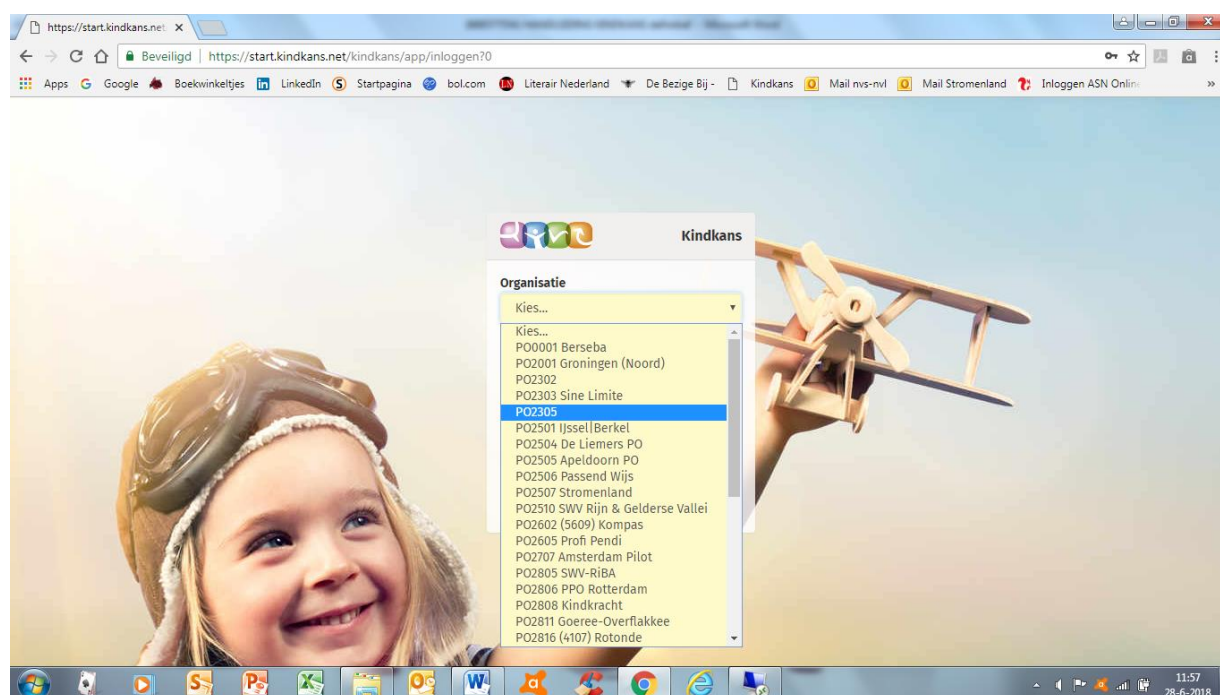 https://start.kindkans.net
Beveiligd | https://start.kindkans.net/kindkans/app/inloggen?0
Apps Google Boekwinkeltjes LinkedIn Startpagina bol.com Literair Nederland De Bezige Bij - Kindkans Mail nvs-nvl Mail Stromenland Inloggen ASN Online »
Kindkans
Organisatie
Kies...
Kies...
PO0001 Berseba
PO2001 Groningen (Noord)
PO2302
PO2303 Sine Limite
PO2305
PO2501 IJssel|Berkel
PO2504 De Liemers PO
PO2505 Apeldoorn PO
PO2506 Passend Wijs
PO2507 Stromenland
PO2510 SWV Rijn & Gelderse Vallei
PO2602 (5609) Kompas
PO2605 Profi Pendi
PO2707 Amsterdam Pilot
PO2805 SWV-RiBA
PO2806 PPO Rotterdam
PO2808 Kindkracht
PO2811 Goeree-Overflakkee
PO2816 (4107) Rotonde
11:57
28-6-2018